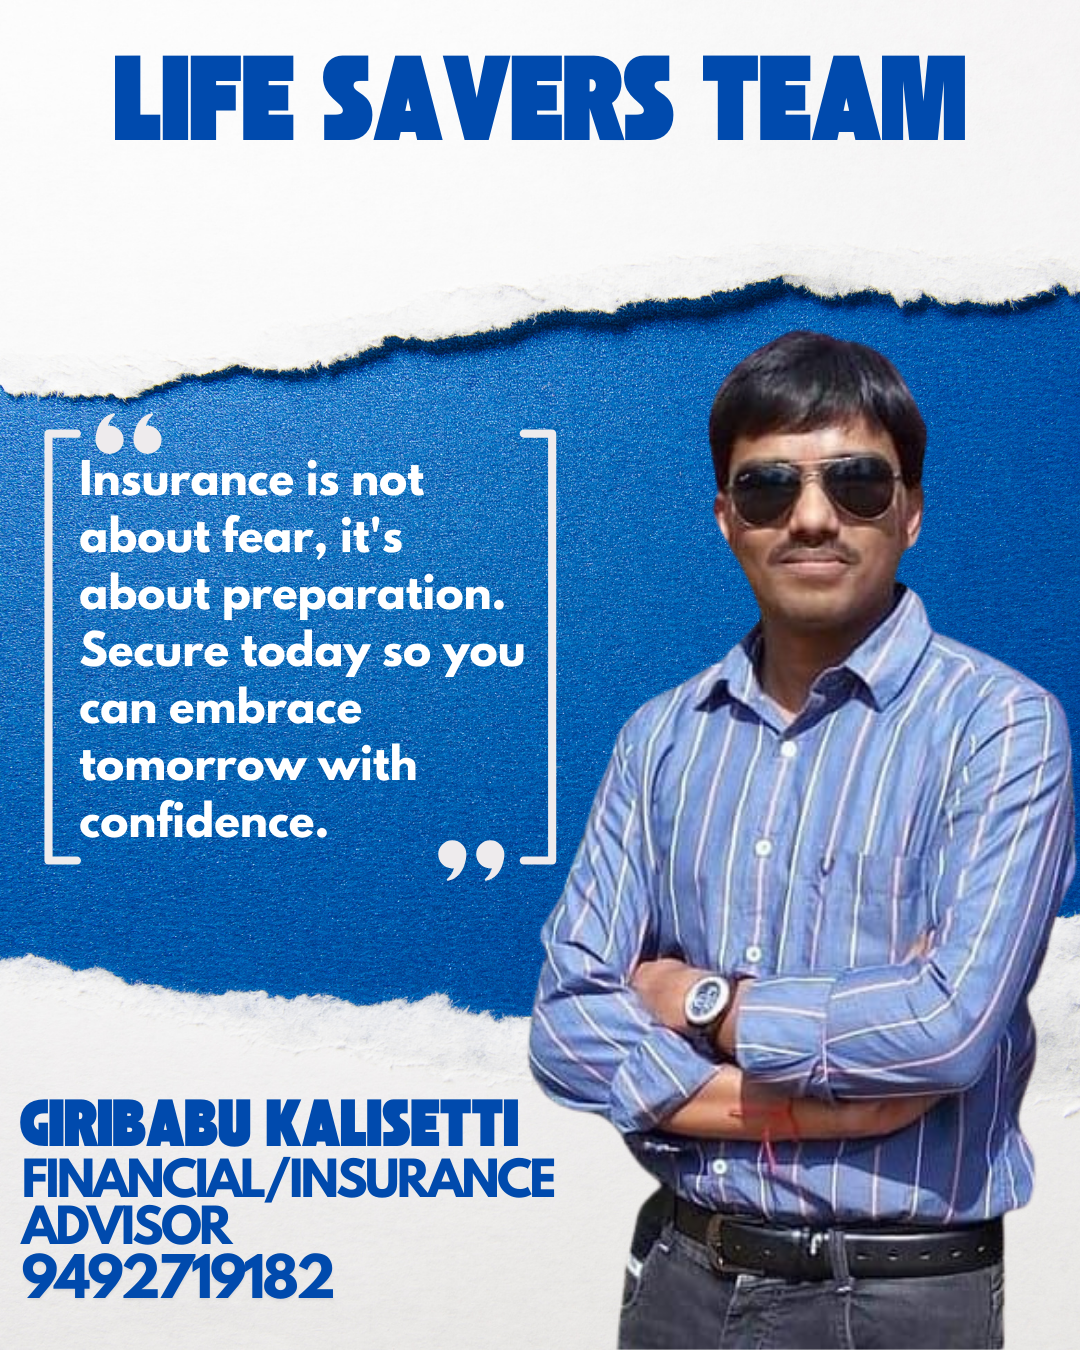 LIFE SAVERS TEAM
“
Insurance is not
about fear, it's
about preparation.
Secure today so you
can embrace
tomorrow with
confidence.
”
GIRIBABU KALISETTI
FINANCIAL/INSURANCE
ADVISOR
9492719182